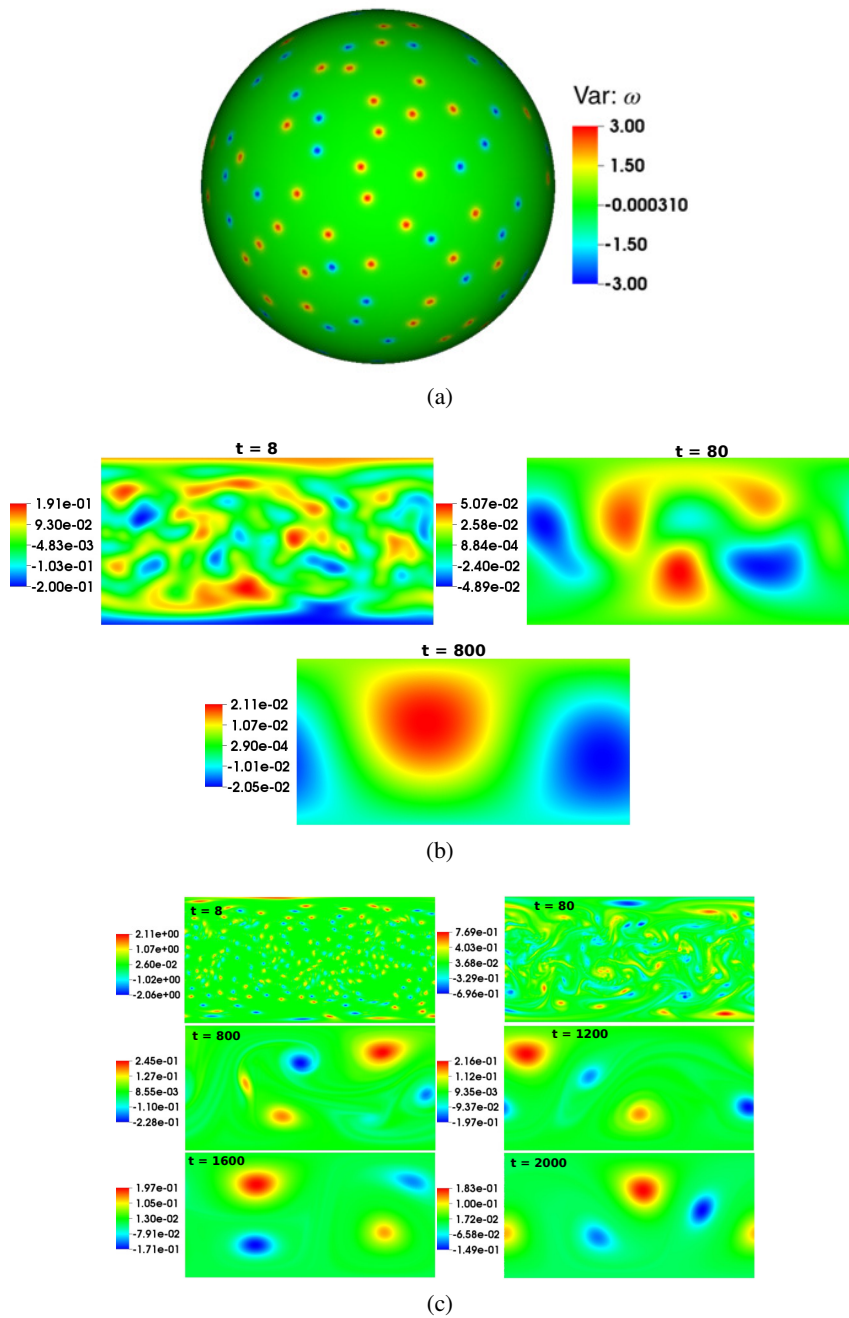 Var: ω
3.00
1.50
-0.000310
-1.50
-3.00
(a)
t = 8
1.91e-01
9.30e-02
-4.83e-03
-1.03e-01
-2.00e-01
t = 80
5.07e-02
2.58e-02
8.84e-04
-2.40e-02
-4.89e-02
t = 800
2.11e-02
1.07e-02
2.90e-04
-1.01e-02
-2.05e-02
(b)
t = 8
2.11e+00
1.07e+00
2.60e-02
-1.02e+00
-2.06e+00
t = 80
7.69e-01
4.03e-01
3.68e-02
-3.29e-01
-6.96e-01
t = 800
2.45e-01
1.27e-01
8.55e-03
-1.10e-01
-2.28e-01
t = 1200
2.16e-01
1.12e-01
9.35e-03
-9.37e-02
-1.97e-01
t = 1600
1.97e-01
1.05e-01
1.30e-02
-7.91e-02
-1.71e-01
t = 2000
1.83e-01
1.00e-01
1.72e-02
-6.58e-02
-1.49e-01
(c)